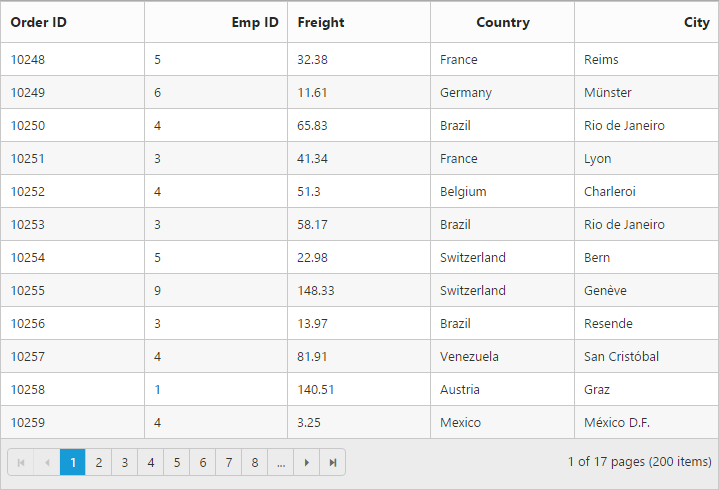 Order ID Emp ID Freight Country City
10248 5 32.38 France Reims
10249 6 11.61 Germany Münster
10250 4 65.83 Brazil Rio de Janeiro
10251 3 41.34 France Lyon
10252 4 51.3 Belgium Charleroi
10253 3 58.17 Brazil Rio de Janeiro
10254 5 22.98 Switzerland Bern
10255 9 148.33 Switzerland Genève
10256 3 13.97 Brazil Resende
10257 4 81.91 Venezuela San Cristóbal
10258 1 140.51 Austria Graz
10259 4 3.25 Mexico México D.F.
1 2 3 4 5 6 7 8 ... 1 of 17 pages (200 items)